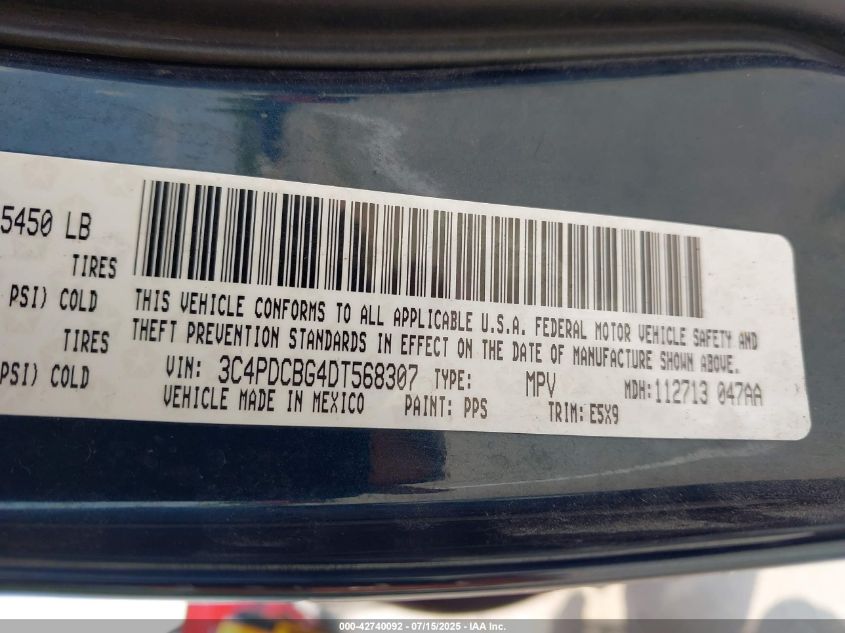 5450 LB
TIRES
PSI) COLD
TIRES
PSI) COLD
THIS VEHICLE CONFORMS TO ALL APPLICABLE U.S.A. FEDERAL MOTOR VEHICLE SAFETY AND
THEFT PREVENTION STANDARDS IN EFFECT ON THE DATE OF MANUFACTURE SHOWN ABOVE.
VIN: 3C4PDCBG4DT568307 TYPE: MPV MDH:112713 047AA
VEHICLE MADE IN MEXICO PAINT: PPS TRIM: E5X9
000-42740092 - 07/15/2025 - IAA Inc.